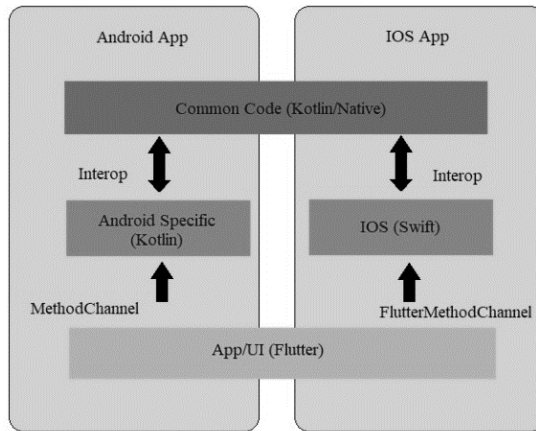 Android App
IOS App
Common Code (Kotlin/Native)
Interop
Interop
Android Specific
(Kotlin)
IOS (Swift)
MethodChannel
FlutterMethodChannel
App/UI (Flutter)